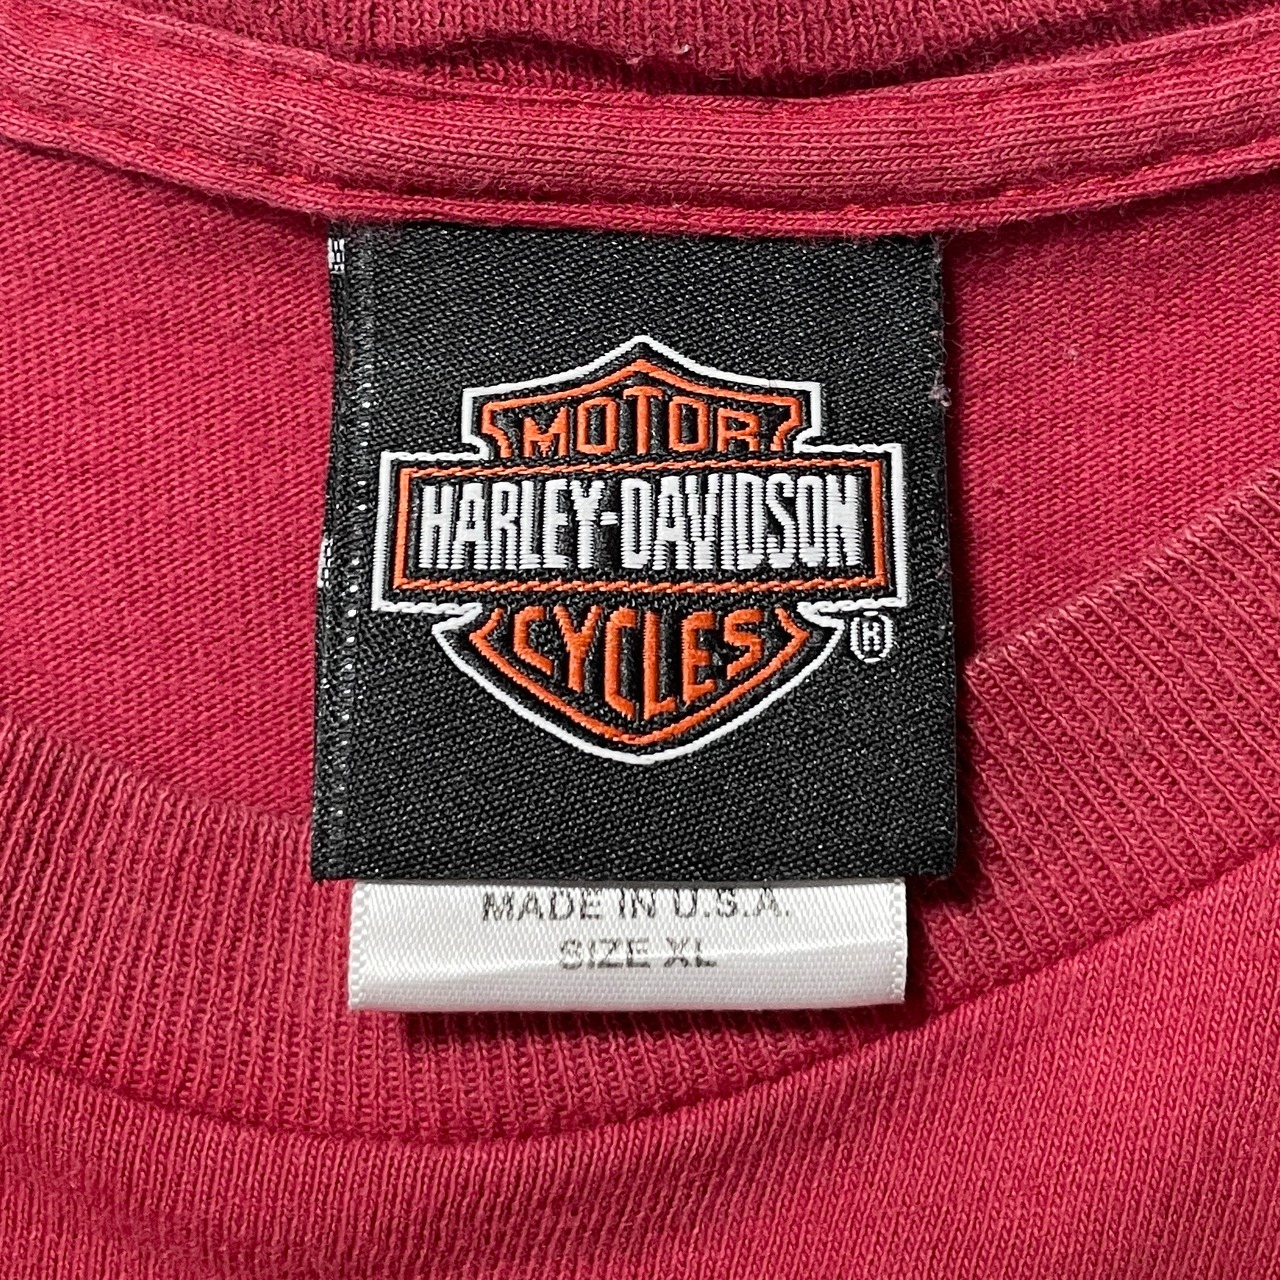 MOTOR
HARLEY-DAVIDSON
CYCLES
®
MADE IN U.S.A.
SIZE XL